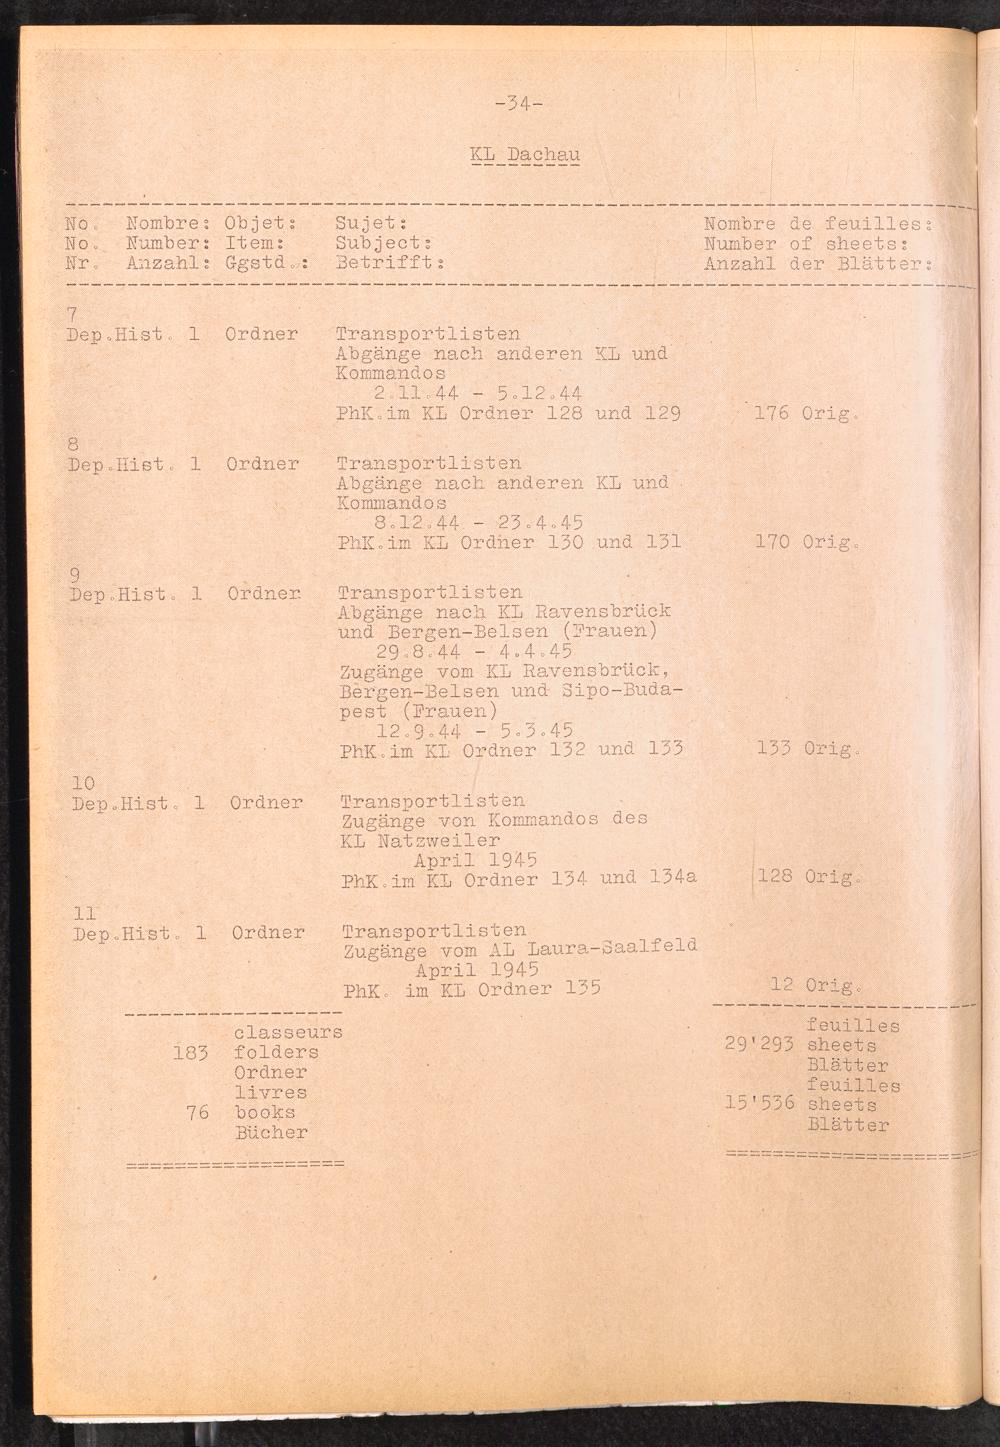 -34-
KL Dachau
No. Nombre: Objet: Sujet: Nombre de feuilles:
No. Number: Item: Subject: Number of sheets:
Nr. Anzahl: Ggstd.: Betrifft: Anzahl der Blätter:
7
Dep.Hist. 1 Ordner Transportlisten
Abgänge nach anderen KL und
Kommandos
2.11.44 - 5.12.44
PhK.im KL Ordner 128 und 129 176 Orig.
8
Dep.Hist. 1 Ordner Transportlisten
Abgänge nach anderen KL und
Kommandos
8.12.44 - 23.4.45
PhK.im KL Ordner 130 und 131 170 Orig.
9
Dep.Hist. 1 Ordner Transportlisten
Abgänge nach KL Ravensbrück
und Bergen-Belsen (Frauen)
29.8.44 - 4.4.45
Zugänge vom KL Ravensbrück,
Bergen-Belsen und Sipo-Buda-
pest (Frauen)
12.9.44 - 5.3.45
PhK.im KL Ordner 132 und 133 133 Orig.
10
Dep.Hist. 1 Ordner Transportlisten
Zugänge von Kommandos des
KL Natzweiler
April 1945
PhK.im KL Ordner 134 und 134a 128 Orig.
11
Dep.Hist. 1 Ordner Transportlisten
Zugänge vom AL Laura-Saalfeld
April 1945
PhK. im KL Ordner 135 12 Orig.
classeurs feuilles
183 folders 29'293 sheets
Ordner Blätter
livres feuilles
76 books 15'536 sheets
Bücher Blätter